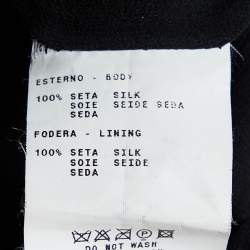 ESTERNO - BODY
100% SETA SILK
SOIE SEIDE SEDA
SEDA
FODERA - LINING
100% SETA SILK
SOIE SEIDE
SEDA
DO NOT WASH